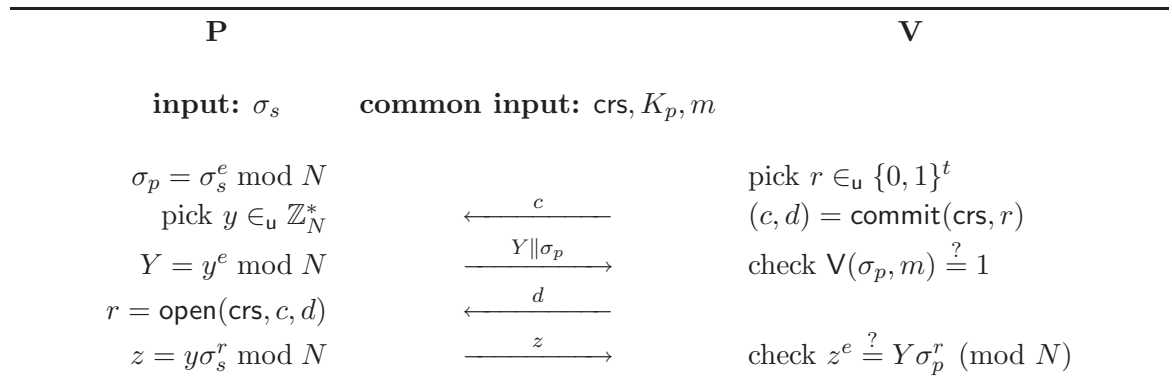 P V
input: σ_s common input: crs, K_p, m
σ_p = σ_s^e mod N pick r ∈_u {0, 1}^t
pick y ∈_u ℤ_N^* ←c (c, d) = commit(crs, r)
Y = y^e mod N Y‖σ_p→ check V(σ_p, m) ≟ 1
r = open(crs, c, d) ←d
z = yσ_s^r mod N z→ check z^e ≟ Yσ_p^r (mod N)